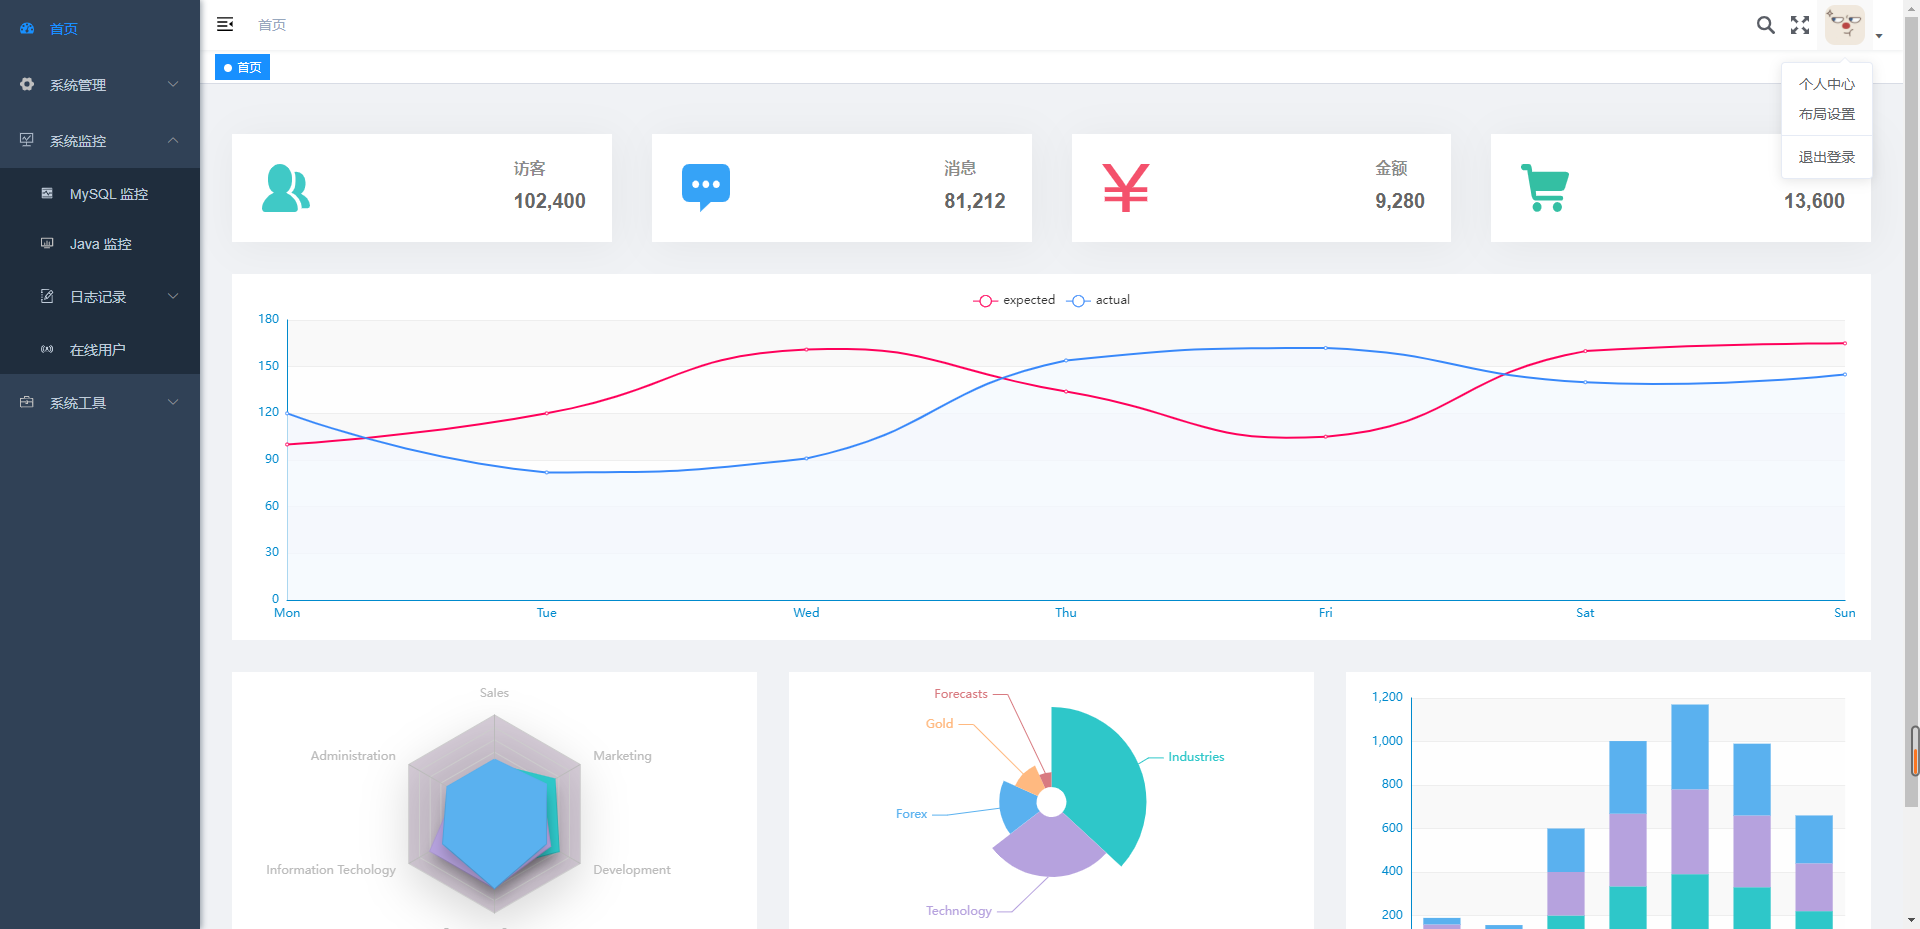 首页
系统管理
系统监控
MySQL 监控
Java 监控
日志记录
在线用户
系统工具
首页
首页
个人中心
布局设置
退出登录
访客
102,400
消息
81,212
金额
9,280
13,600
expected
actual
180
150
120
90
60
30
0
Mon
Tue
Wed
Thu
Fri
Sat
Sun
Sales
Administration
Marketing
Information Techology
Development
Forecasts
Gold
Industries
Forex
Technology
1,200
1,000
800
600
400
200